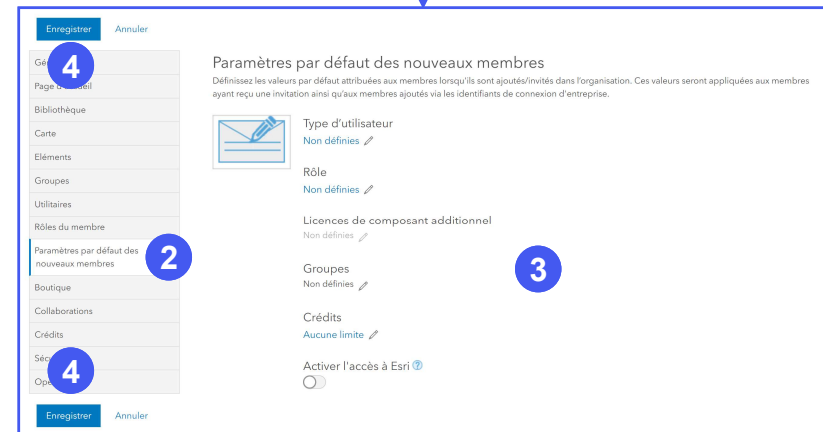 Enregistrer Annuler
4
Paramètres par défaut des nouveaux membres
Définissez les valeurs par défaut attribuées aux membres lorsqu'ils sont ajoutés/invités dans l'organisation. Ces valeurs seront appliquées aux membres
ayant reçu une invitation ainsi qu'aux membres ajoutés via les identifiants de connexion d'entreprise.
Bibliothèque
Carte
Eléments
Groupes
Utilitaires
Rôles du membre
Paramètres par défaut des
nouveaux membres
2
Boutique
Collaborations
Crédits
4
Type d'utilisateur
Non définies
Rôle
Non définies
Licences de composant additionnel
Non définies
Groupes
Non définies
3
Crédits
Aucune limite
Activer l'accès à Esri ?
Enregistrer Annuler